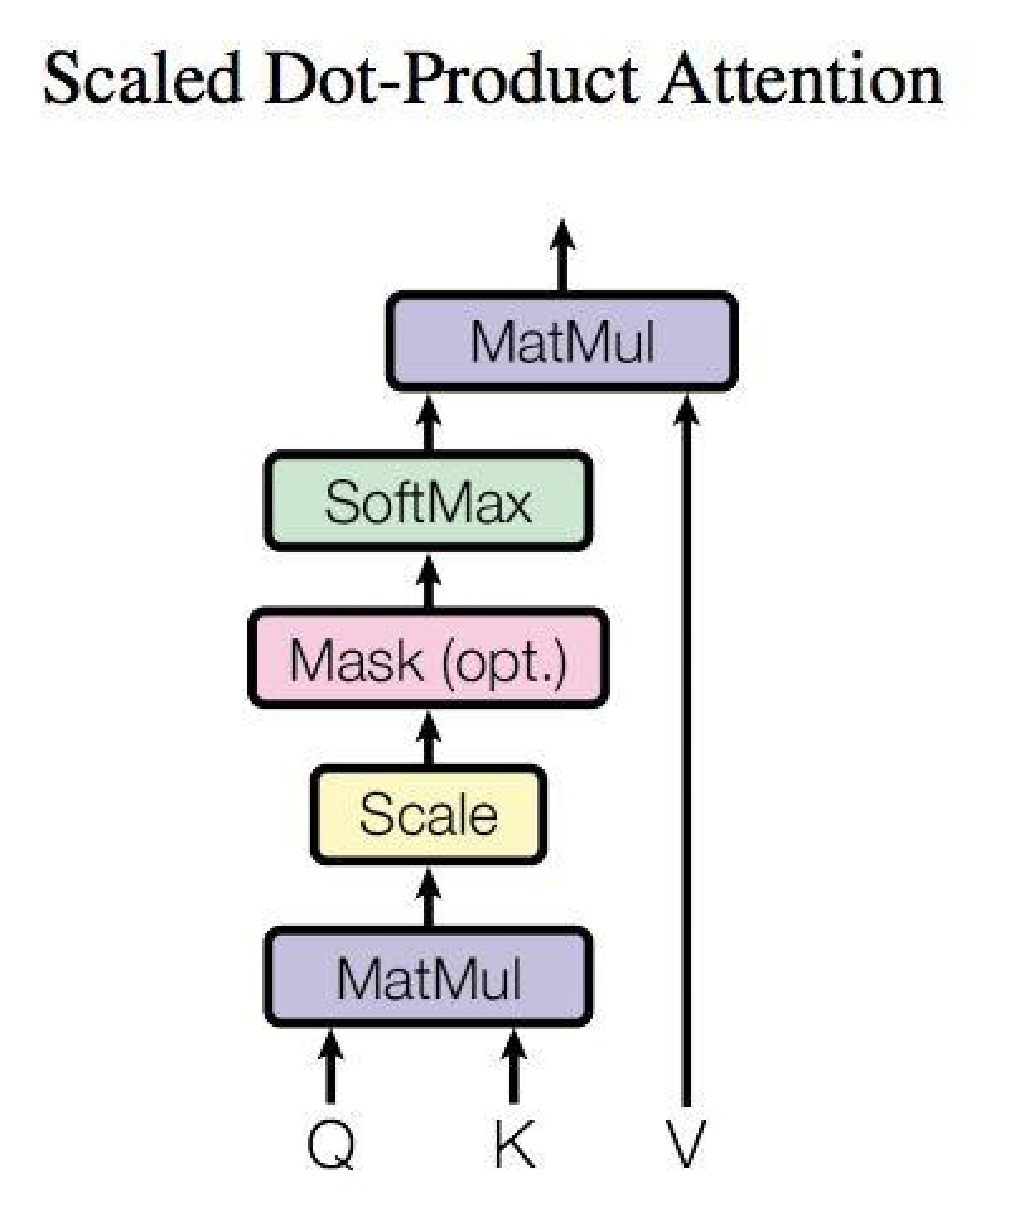 Scaled Dot-Product Attention
MatMul
SoftMax
Mask (opt.)
Scale
MatMul
Q K V